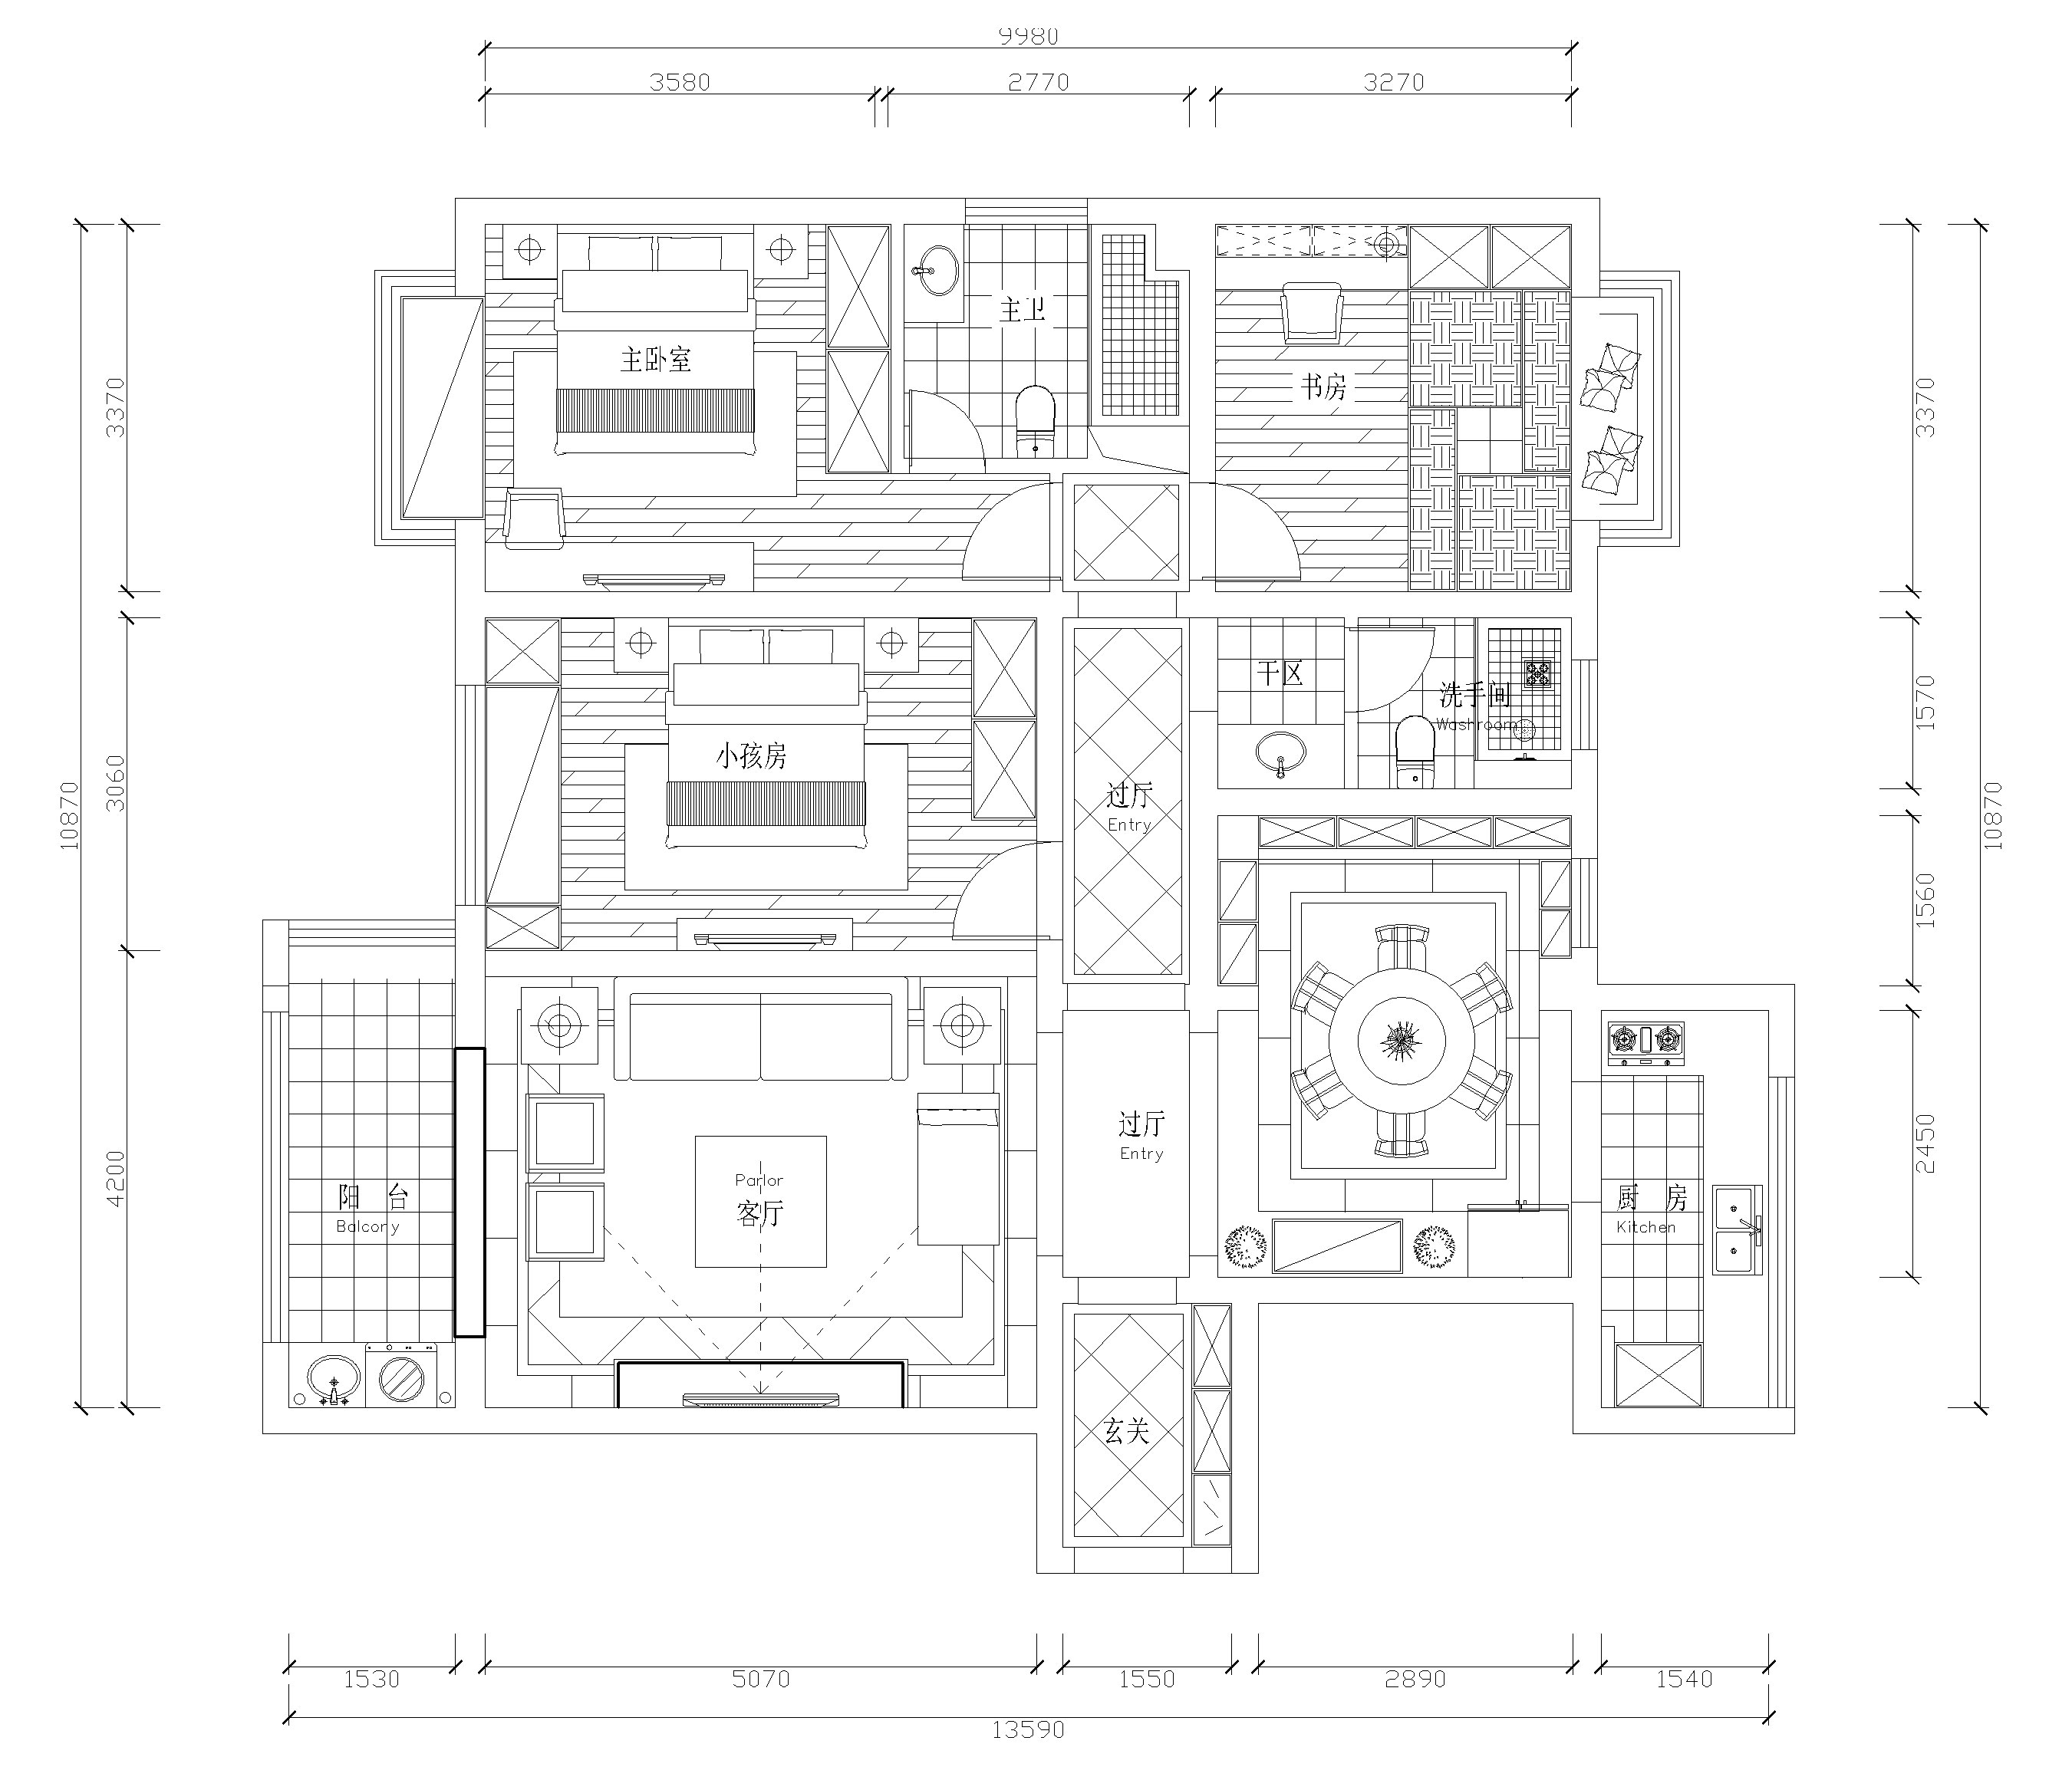 9980
3580
2770
3270
主卫
主卧室
书房
3370
3370
干区
洗手间
Washroom
1570
小孩房
3060
过厅
Entry
10870
10870
1560
过厅
Entry
2450
4200
Parlor
客厅
阳 台
Balcony
厨 房
Kitchen
玄关
1530
5070
1550
2890
1540
13590